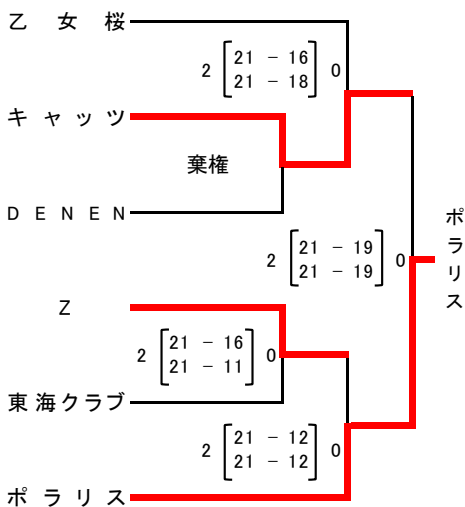 乙女桜
2 21 － 16 0
21 － 18
キャッツ
棄権
ＤＥＮＥＮ
2 21 － 19 0
21 － 19
ポラリス
Ｚ
2 21 － 16 0
21 － 11
東海クラブ
2 21 － 12 0
21 － 12
ポラリス